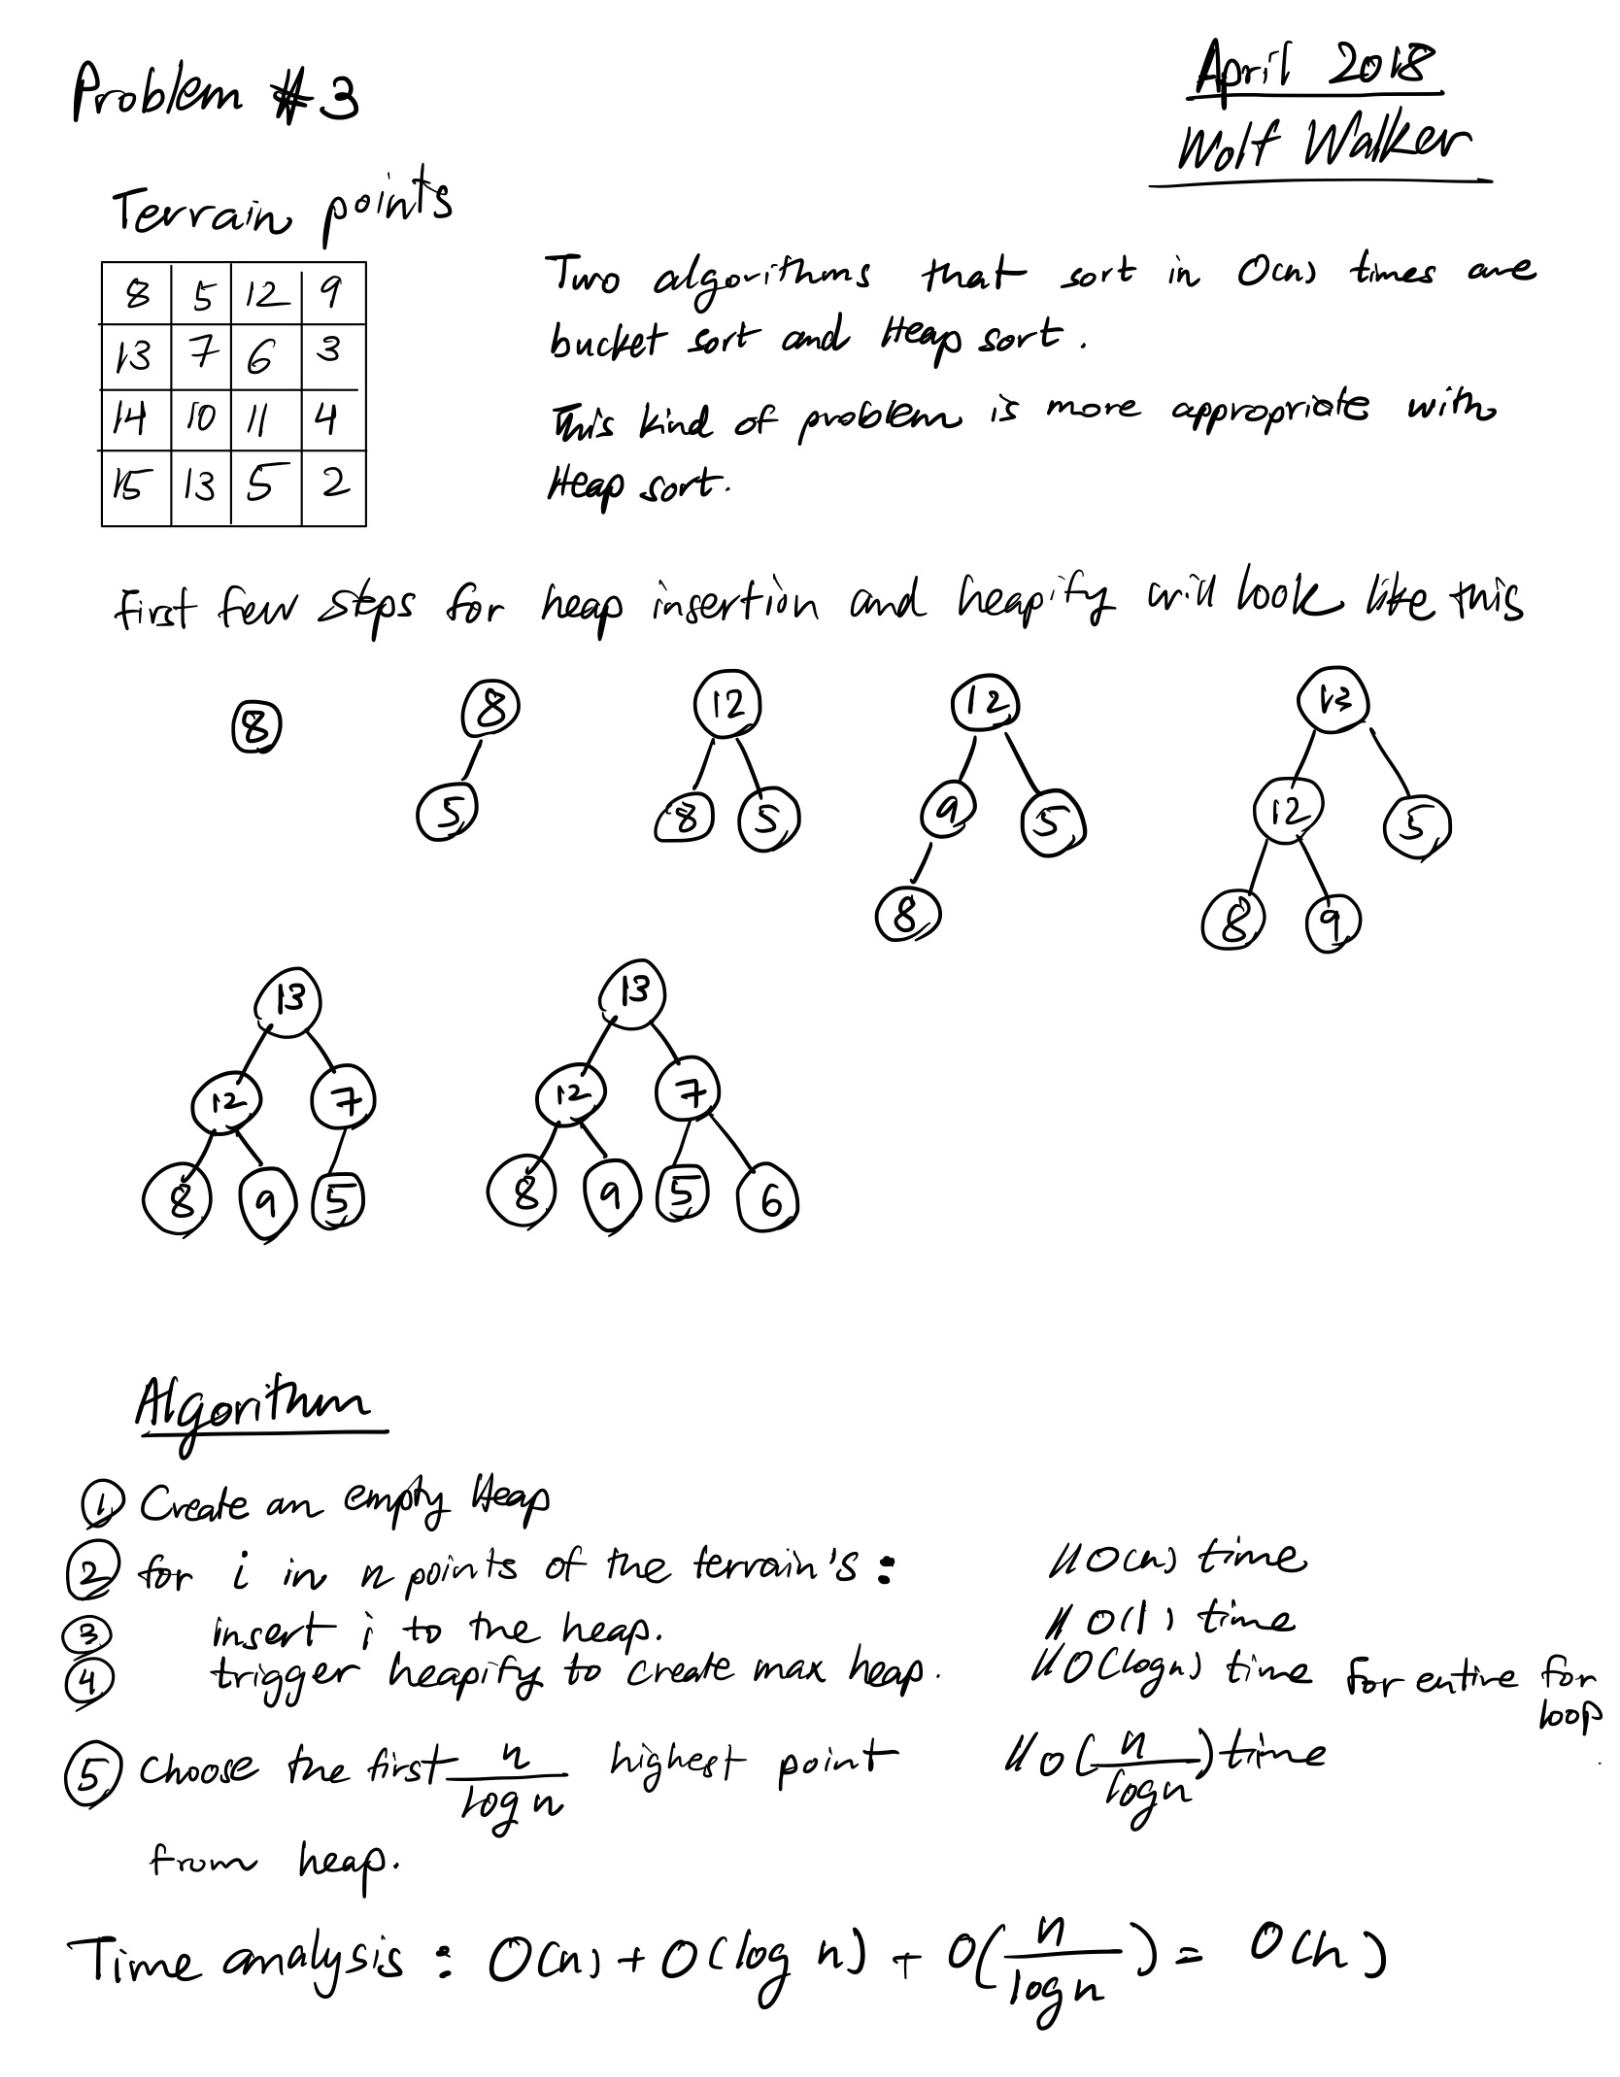 Problem #3
April 2018
Wolf Walker
Terrain points
8 5 12 9
13 7 6 3
14 10 11 4
15 13 5 2
Two algorithms that sort in O(n) times are
bucket sort and Heap sort.
This kind of problem is more appropriate with
Heap sort.
First few steps for heap insertion and heapify will look like this
8 8 12 12 13
5 8 5 9 5 12 5
8 8 9
13 13
12 7 12 7
8 9 5 8 9 5 6
Algorithm
① Create an empty Heap
② for i in n points of the terrain's : // O(n) time
③ insert i to the heap. // O(1) time
④ trigger heapify to create max heap. // O(logn) time for entire for
loop
⑤ Choose the first n/log n highest point // O(n/logn) time
from heap.
Time analysis : O(n) + O(log n) + O(n/log n) = O(n)